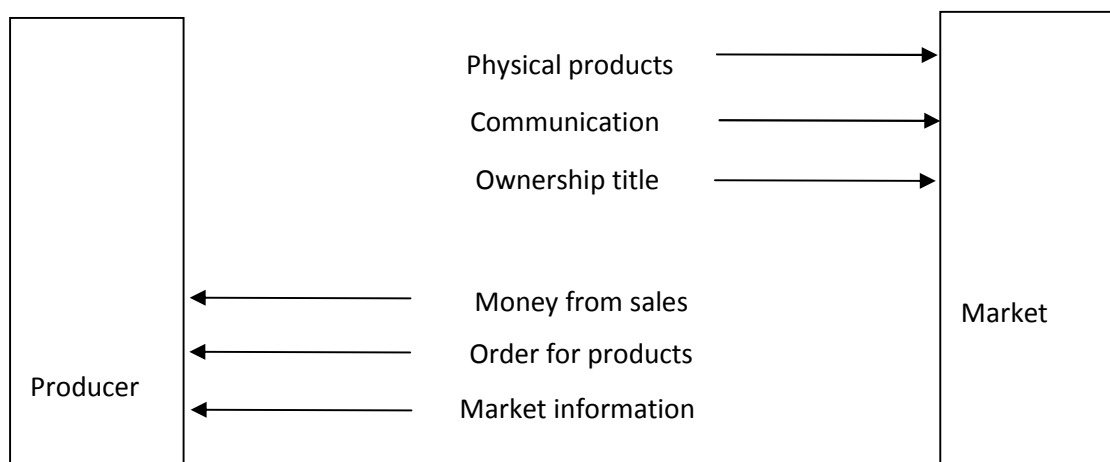 Physical products
Communication
Ownership title
Money from sales
Market
Order for products
Producer
Market information